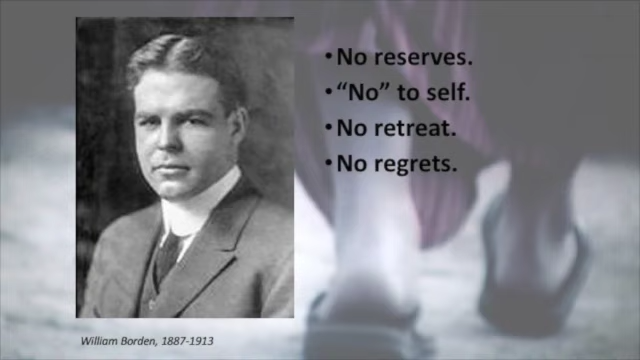 • No reserves.
• “No” to self.
• No retreat.
• No regrets.
William Borden, 1887-1913